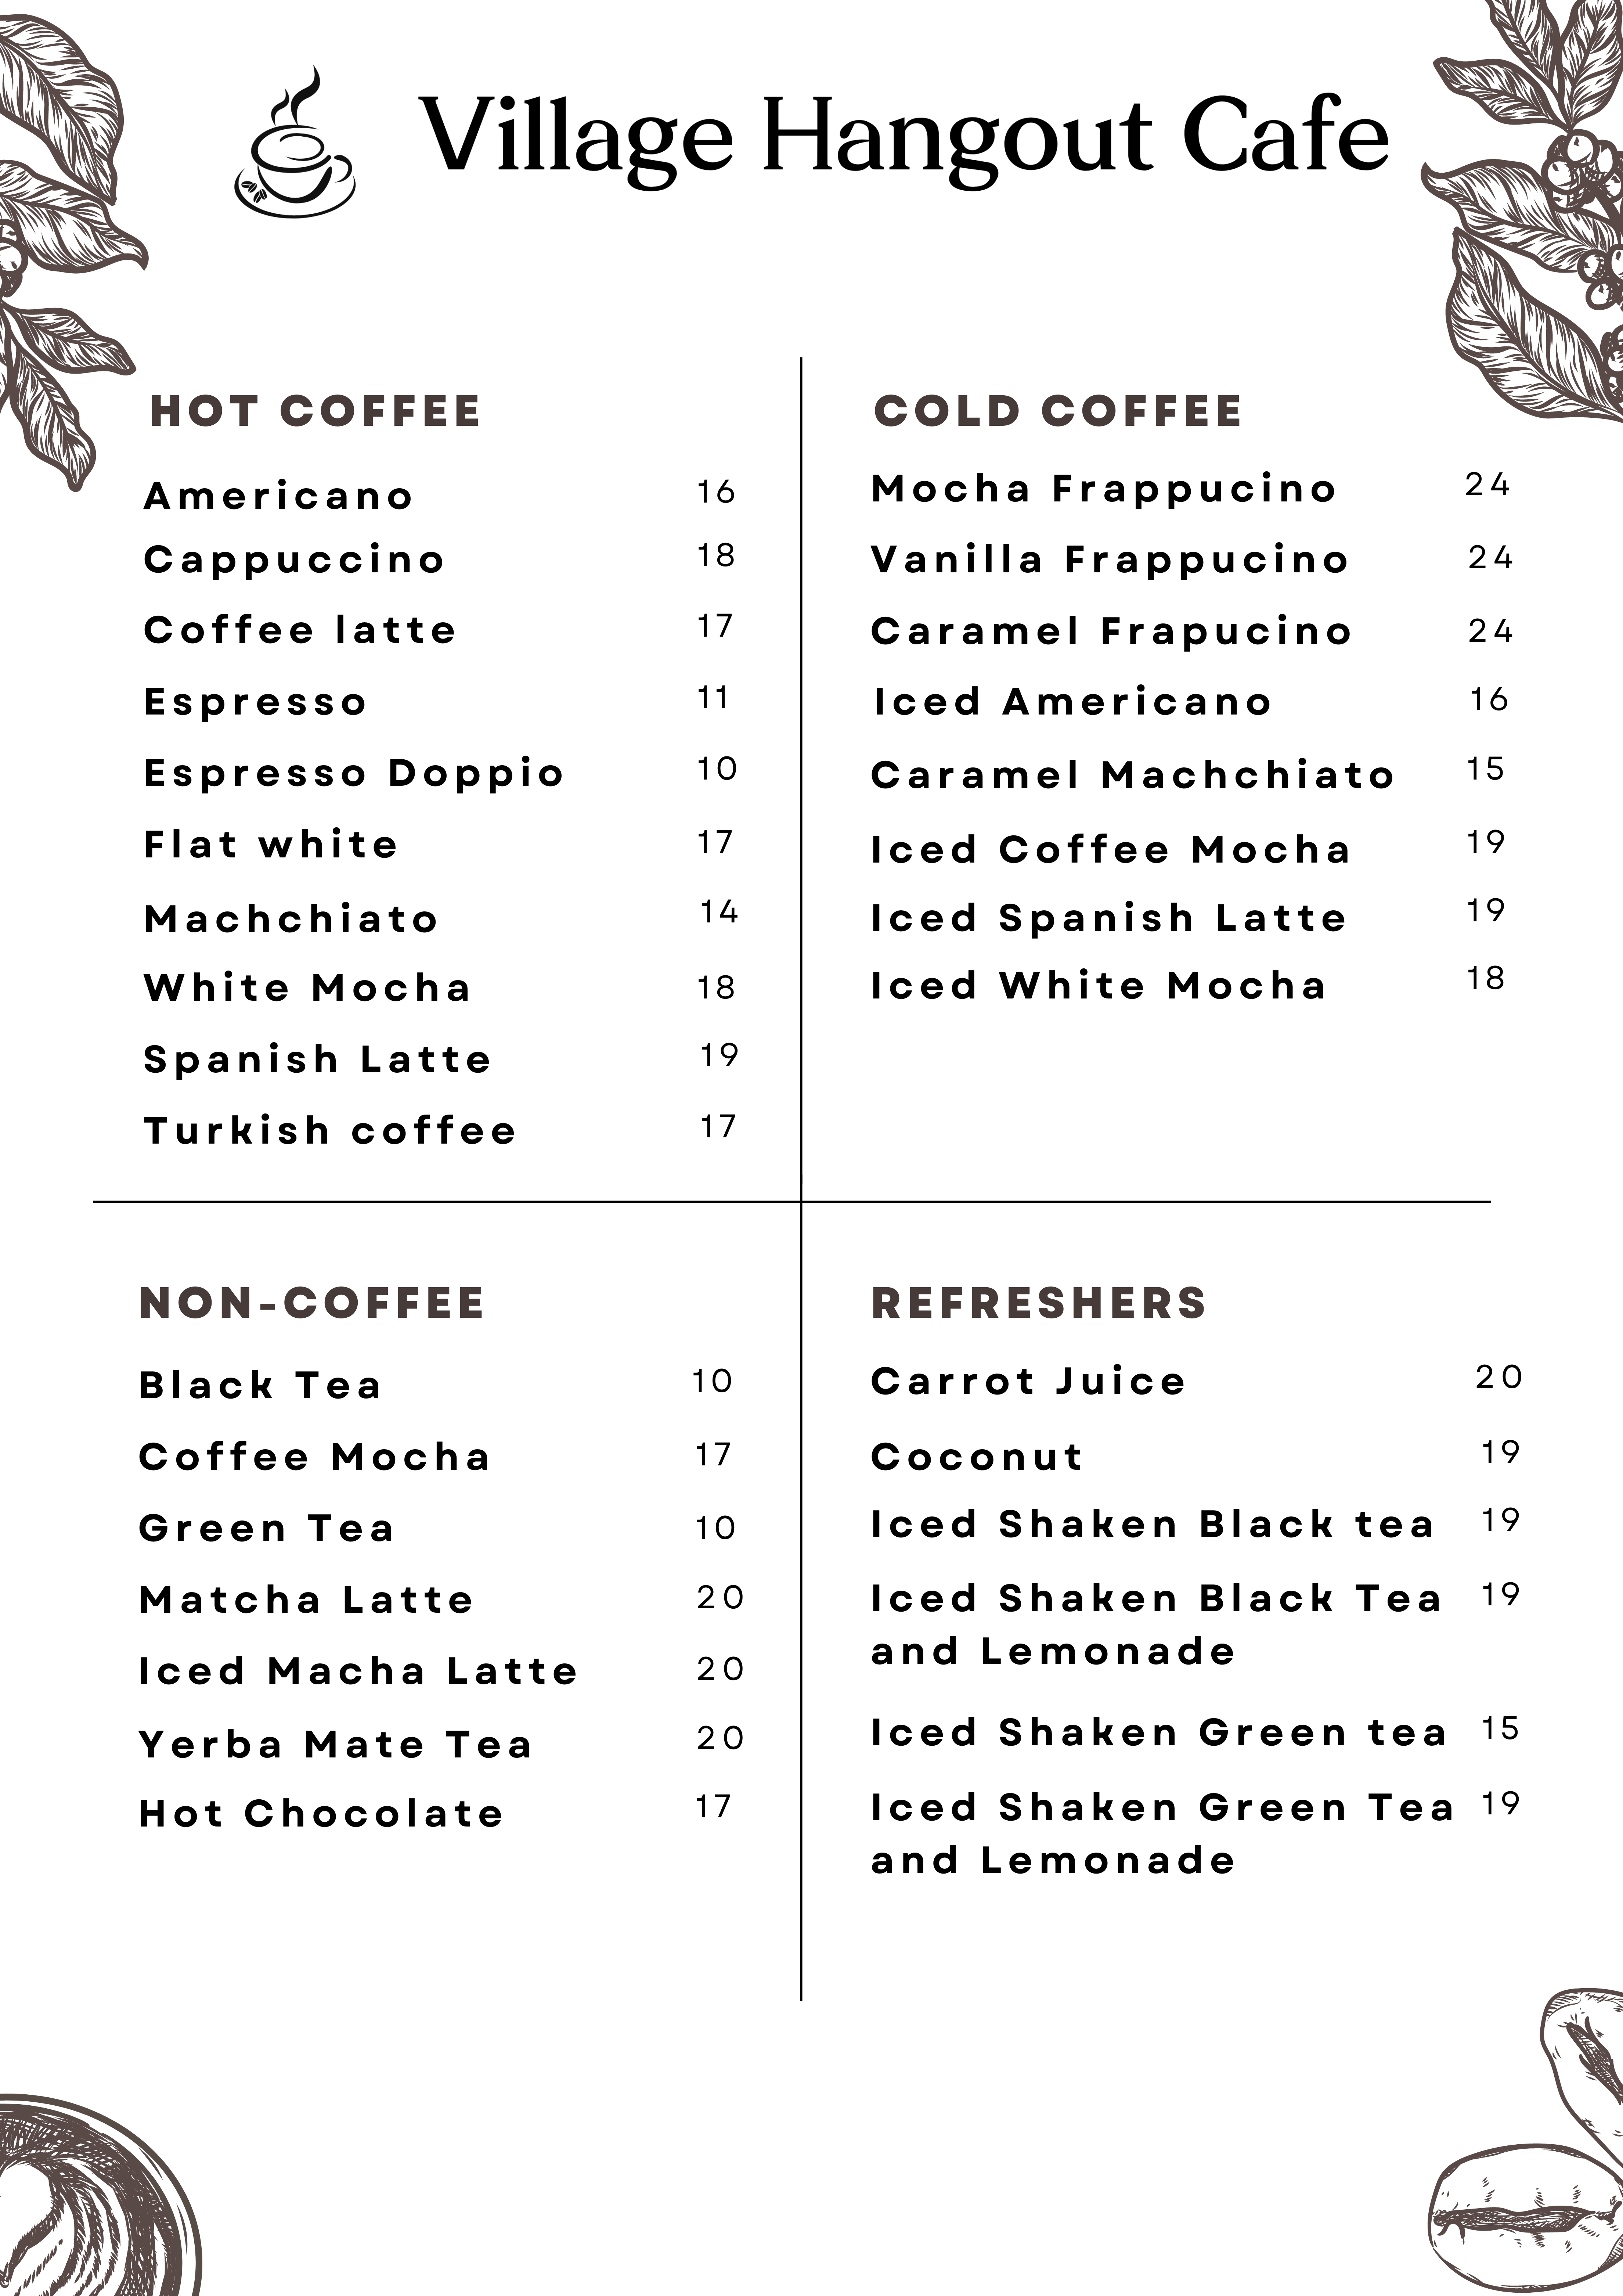 Village Hangout Cafe
HOT COFFEE
Americano 16
Cappuccino 18
Coffee latte 17
Espresso 11
Espresso Doppio 10
Flat white 17
Machchiato 14
White Mocha 18
Spanish Latte 19
Turkish coffee 17
COLD COFFEE
Mocha Frappucino 24
Vanilla Frappucino 24
Caramel Frapucino 24
Iced Americano 16
Caramel Machchiato 15
Iced Coffee Mocha 19
Iced Spanish Latte 19
Iced White Mocha 18
NON-COFFEE
Black Tea 10
Coffee Mocha 17
Green Tea 10
Matcha Latte 20
Iced Macha Latte 20
Yerba Mate Tea 20
Hot Chocolate 17
REFRESHERS
Carrot Juice 20
Coconut 19
Iced Shaken Black tea 19
Iced Shaken Black Tea 19
and Lemonade
Iced Shaken Green tea 15
Iced Shaken Green Tea 19
and Lemonade